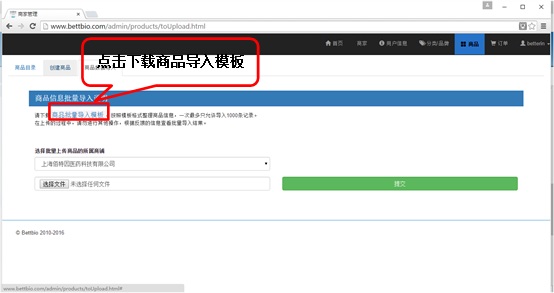 商家管理
www.bettbio.com/admin/products/toUpload.html
首页 商家 商户信息 分类/品牌 商品 订单 betterin
商品目录 创建商品 商品
点击下载商品导入模板
商品信息批量导入
请下载 商品批量导入模板，按照模板格式整理商品信息，一次最多只允许导入5000条记录。
在上传的过程中，请勿进行其他操作，根据反馈的信息查看批量导入结果。
选择批量上传商品的所属商铺
上海倍特因医药科技有限公司
选择文件 未选择任何文件
提交
© Bettbio 2010-2016
www.bettbio.com/admin/products/toUpload.html#